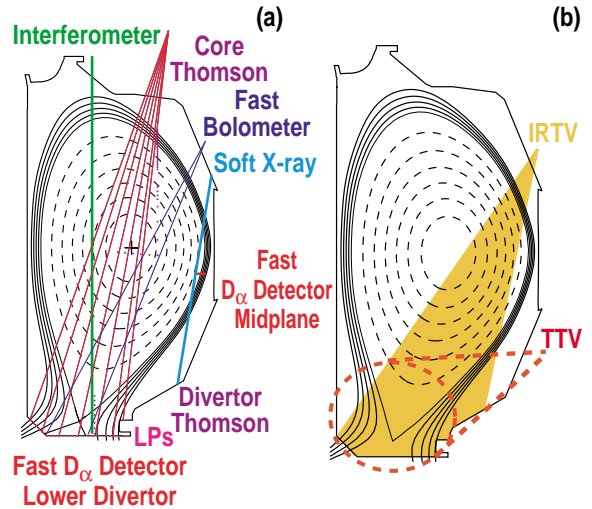 (a)
Interferometer
Core
Thomson
Fast
Bolometer
Soft X-ray
Fast
Dα Detector
Midplane
Divertor
Thomson
LPs
Fast Dα Detector
Lower Divertor
(b)
IRTV
TTV